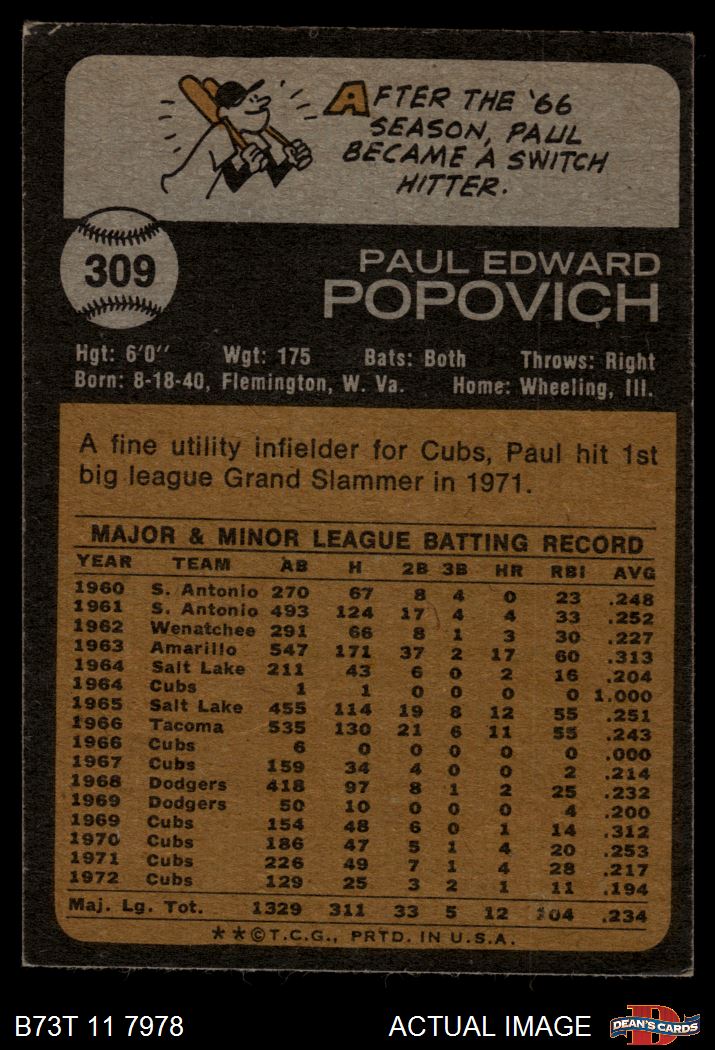 AFTER THE '66
SEASON, PAUL
BECAME A SWITCH
HITTER.
309
PAUL EDWARD
POPOVICH
Hgt: 6'0'' Wgt: 175 Bats: Both Throws: Right
Born: 8-18-40, Flemington, W. Va. Home: Wheeling, Ill.
A fine utility infielder for Cubs, Paul hit 1st
big league Grand Slammer in 1971.
MAJOR & MINOR LEAGUE BATTING RECORD
YEAR TEAM AB H 2B 3B HR RBI AVG
1960 S. Antonio 270 67 8 4 0 23 .248
1961 S. Antonio 493 124 17 4 4 33 .252
1962 Wenatchee 291 66 8 1 3 30 .227
1963 Amarillo 547 171 37 2 17 60 .313
1964 Salt Lake 211 43 6 0 2 16 .204
1964 Cubs 1 1 0 0 0 0 1.000
1965 Salt Lake 455 114 19 8 12 55 .251
1966 Tacoma 535 130 21 6 11 55 .243
1966 Cubs 6 0 0 0 0 0 .000
1967 Cubs 159 34 4 0 0 2 .214
1968 Dodgers 418 97 8 1 2 25 .232
1969 Dodgers 50 10 0 0 0 4 .200
1969 Cubs 154 48 6 0 1 14 .312
1970 Cubs 186 47 5 1 4 20 .253
1971 Cubs 226 49 7 1 4 28 .217
1972 Cubs 129 25 3 2 1 11 .194
Maj. Lg. Tot. 1329 311 33 5 12 104 .234
**©T.C.G., PRTD. IN U.S.A.
B73T 11 7978 ACTUAL IMAGE DEAN'S CARDS